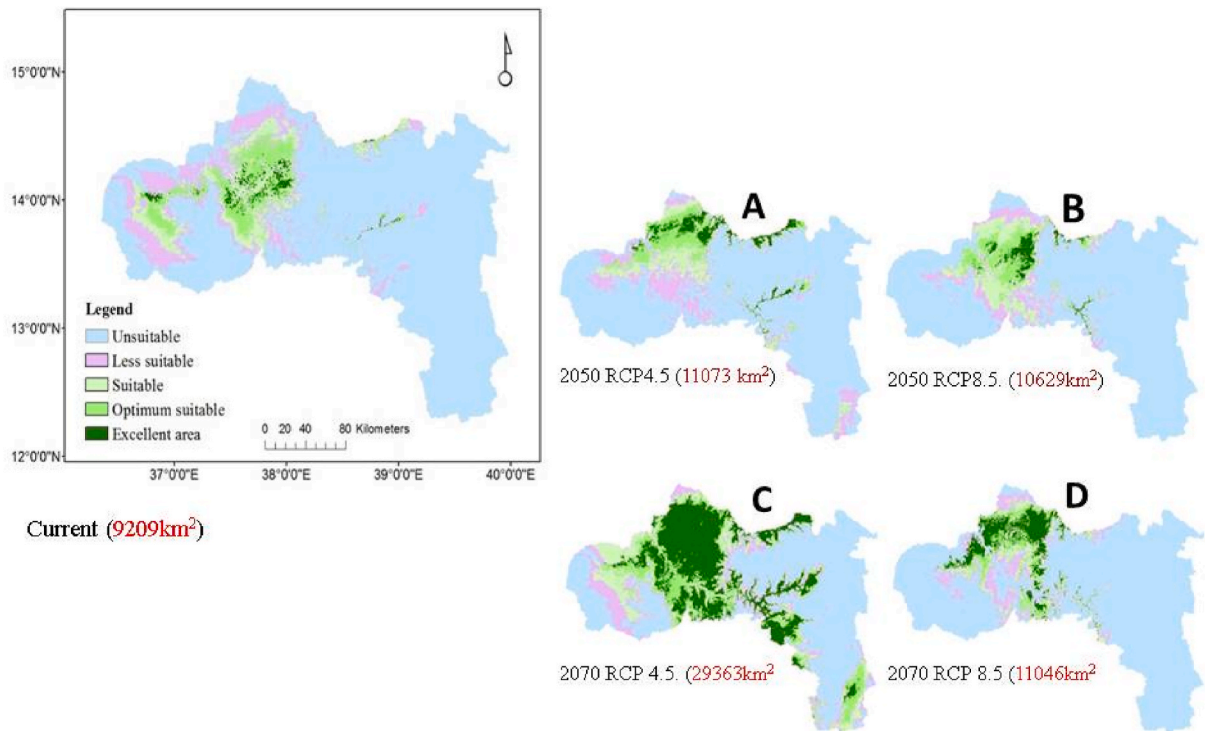 15°0'0"N
14°0'0"N
13°0'0"N
12°0'0"N
Legend
Unsuitable
Less suitable
Suitable
Optimum suitable
Excellent area
0 20 40 80 Kilometers
37°0'0"E 38°0'0"E 39°0'0"E 40°0'0"E
Current (9209km²)
A
B
2050 RCP4.5 (11073 km²)
2050 RCP8.5. (10629km²)
C
D
2070 RCP 4.5. (29363km²
2070 RCP 8.5 (11046km²